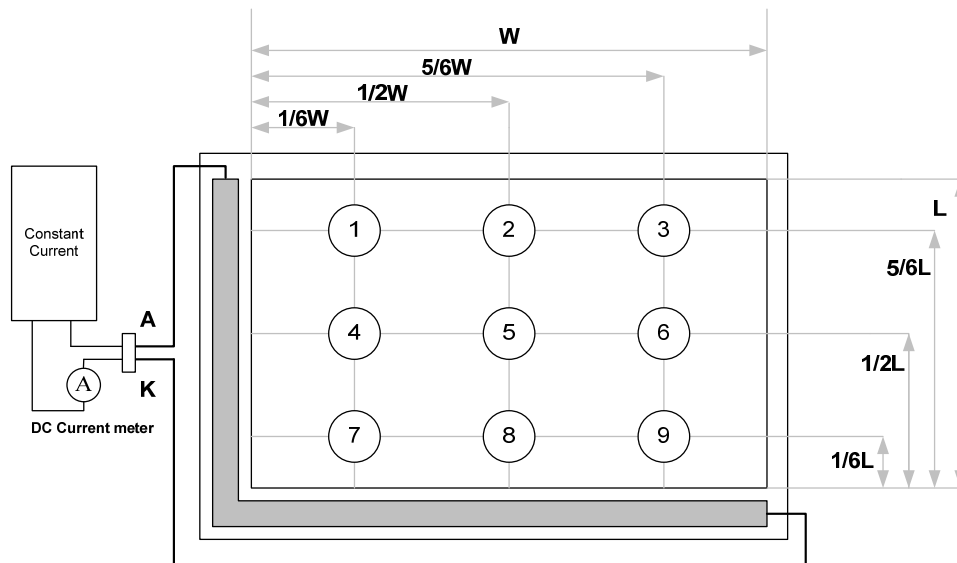 W
5/6W
1/2W
1/6W
L
1
2
3
Constant
Current
5/6L
A
4
5
6
1/2L
K
A
DC Current meter
7
8
9
1/6L